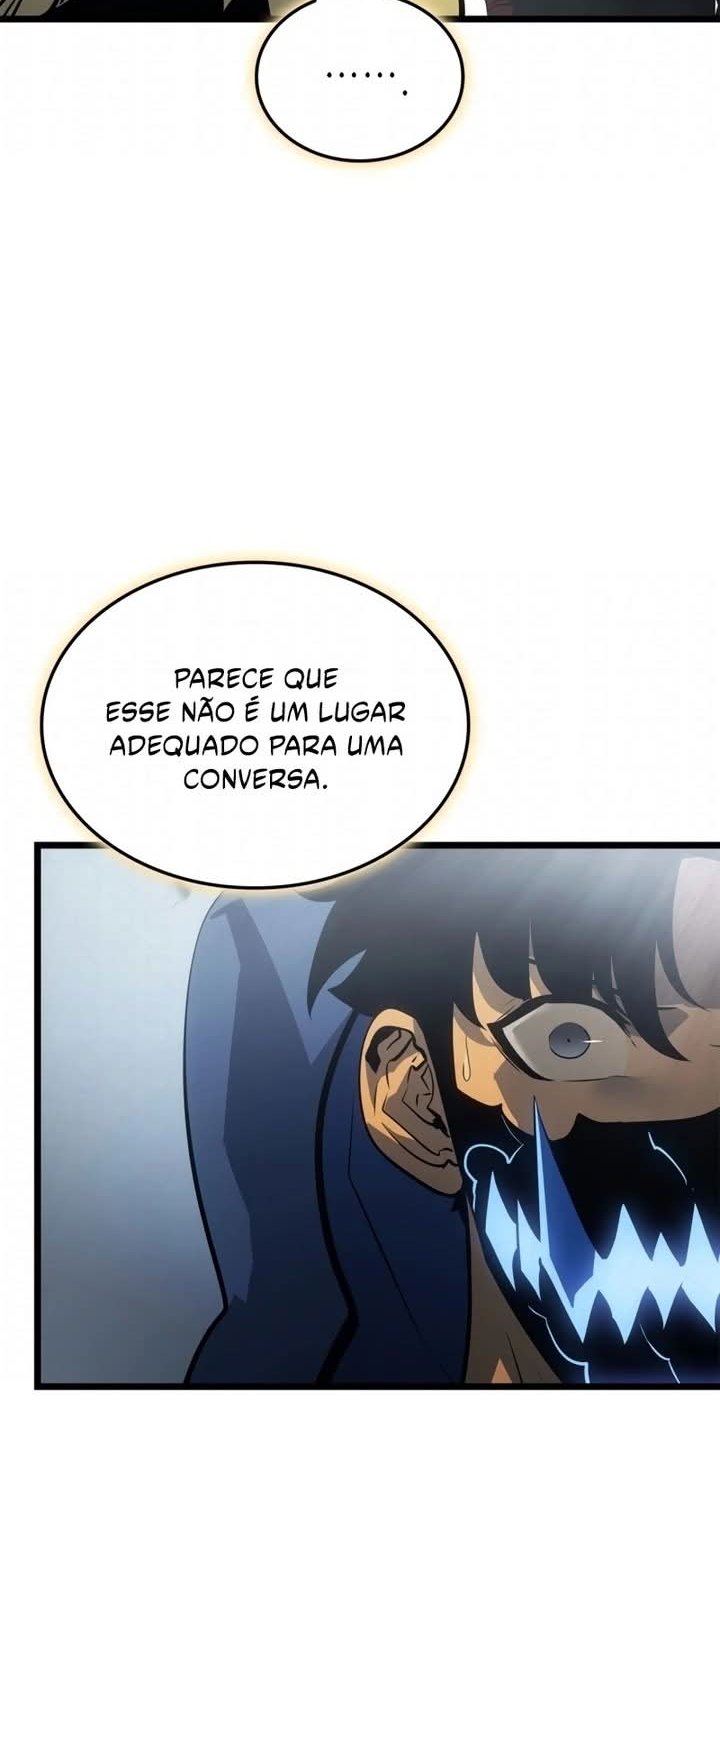 .......
PARECE QUE
ESSE NÃO É UM LUGAR
ADEQUADO PARA UMA
CONVERSA.